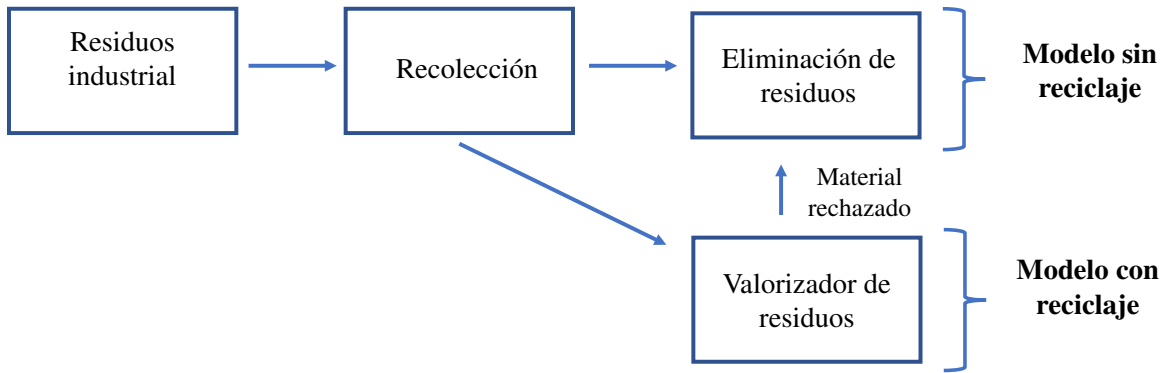 Residuos
industrial
Recolección
Eliminación de
residuos
Modelo sin
reciclaje
Material
rechazado
Valorizador de
residuos
Modelo con
reciclaje